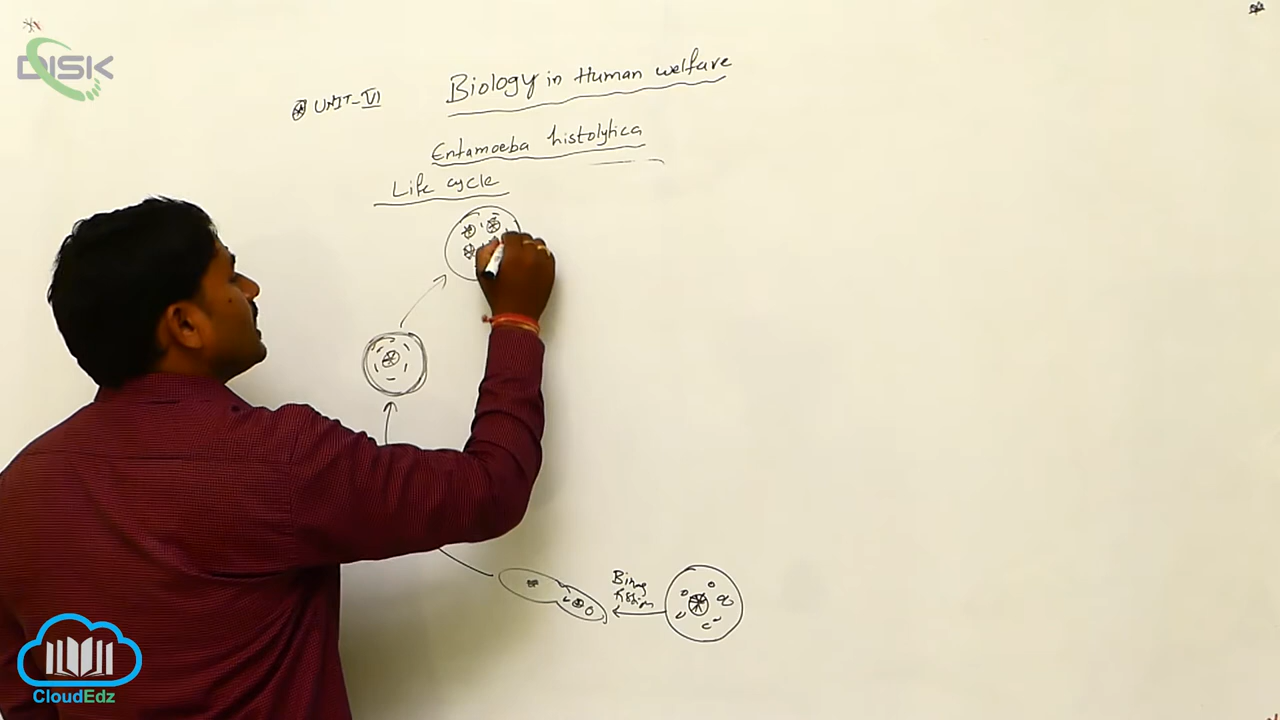 DISK
UNIT-VI
Biology in Human welfare
Entamoeba histolytica
Life cycle
Binary
fission
CloudEdz